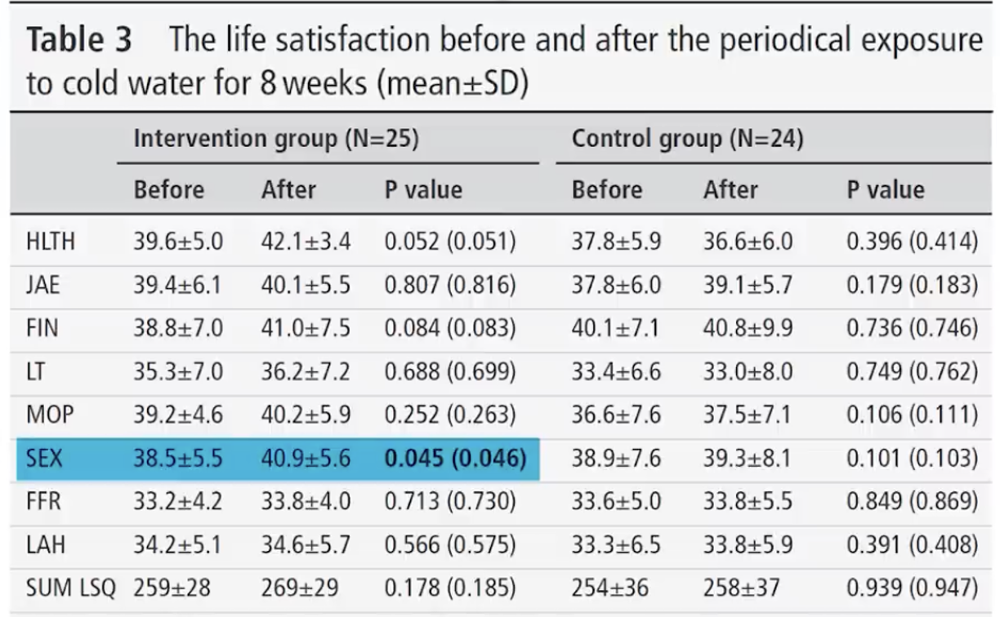 Table 3 The life satisfaction before and after the periodical exposure
to cold water for 8 weeks (mean±SD)
Intervention group (N=25) Control group (N=24)
Before After P value Before After P value
HLTH 39.6±5.0 42.1±3.4 0.052 (0.051) 37.8±5.9 36.6±6.0 0.396 (0.414)
JAE 39.4±6.1 40.1±5.5 0.807 (0.816) 37.8±6.0 39.1±5.7 0.179 (0.183)
FIN 38.8±7.0 41.0±7.5 0.084 (0.083) 40.1±7.1 40.8±9.9 0.736 (0.746)
LT 35.3±7.0 36.2±7.2 0.688 (0.699) 33.4±6.6 33.0±8.0 0.749 (0.762)
MOP 39.2±4.6 40.2±5.9 0.252 (0.263) 36.6±7.6 37.5±7.1 0.106 (0.111)
SEX 38.5±5.5 40.9±5.6 0.045 (0.046) 38.9±7.6 39.3±8.1 0.101 (0.103)
FFR 33.2±4.2 33.8±4.0 0.713 (0.730) 33.6±5.0 33.8±5.5 0.849 (0.869)
LAH 34.2±5.1 34.6±5.7 0.566 (0.575) 33.3±6.5 33.8±5.9 0.391 (0.408)
SUM LSQ 259±28 269±29 0.178 (0.185) 254±36 258±37 0.939 (0.947)